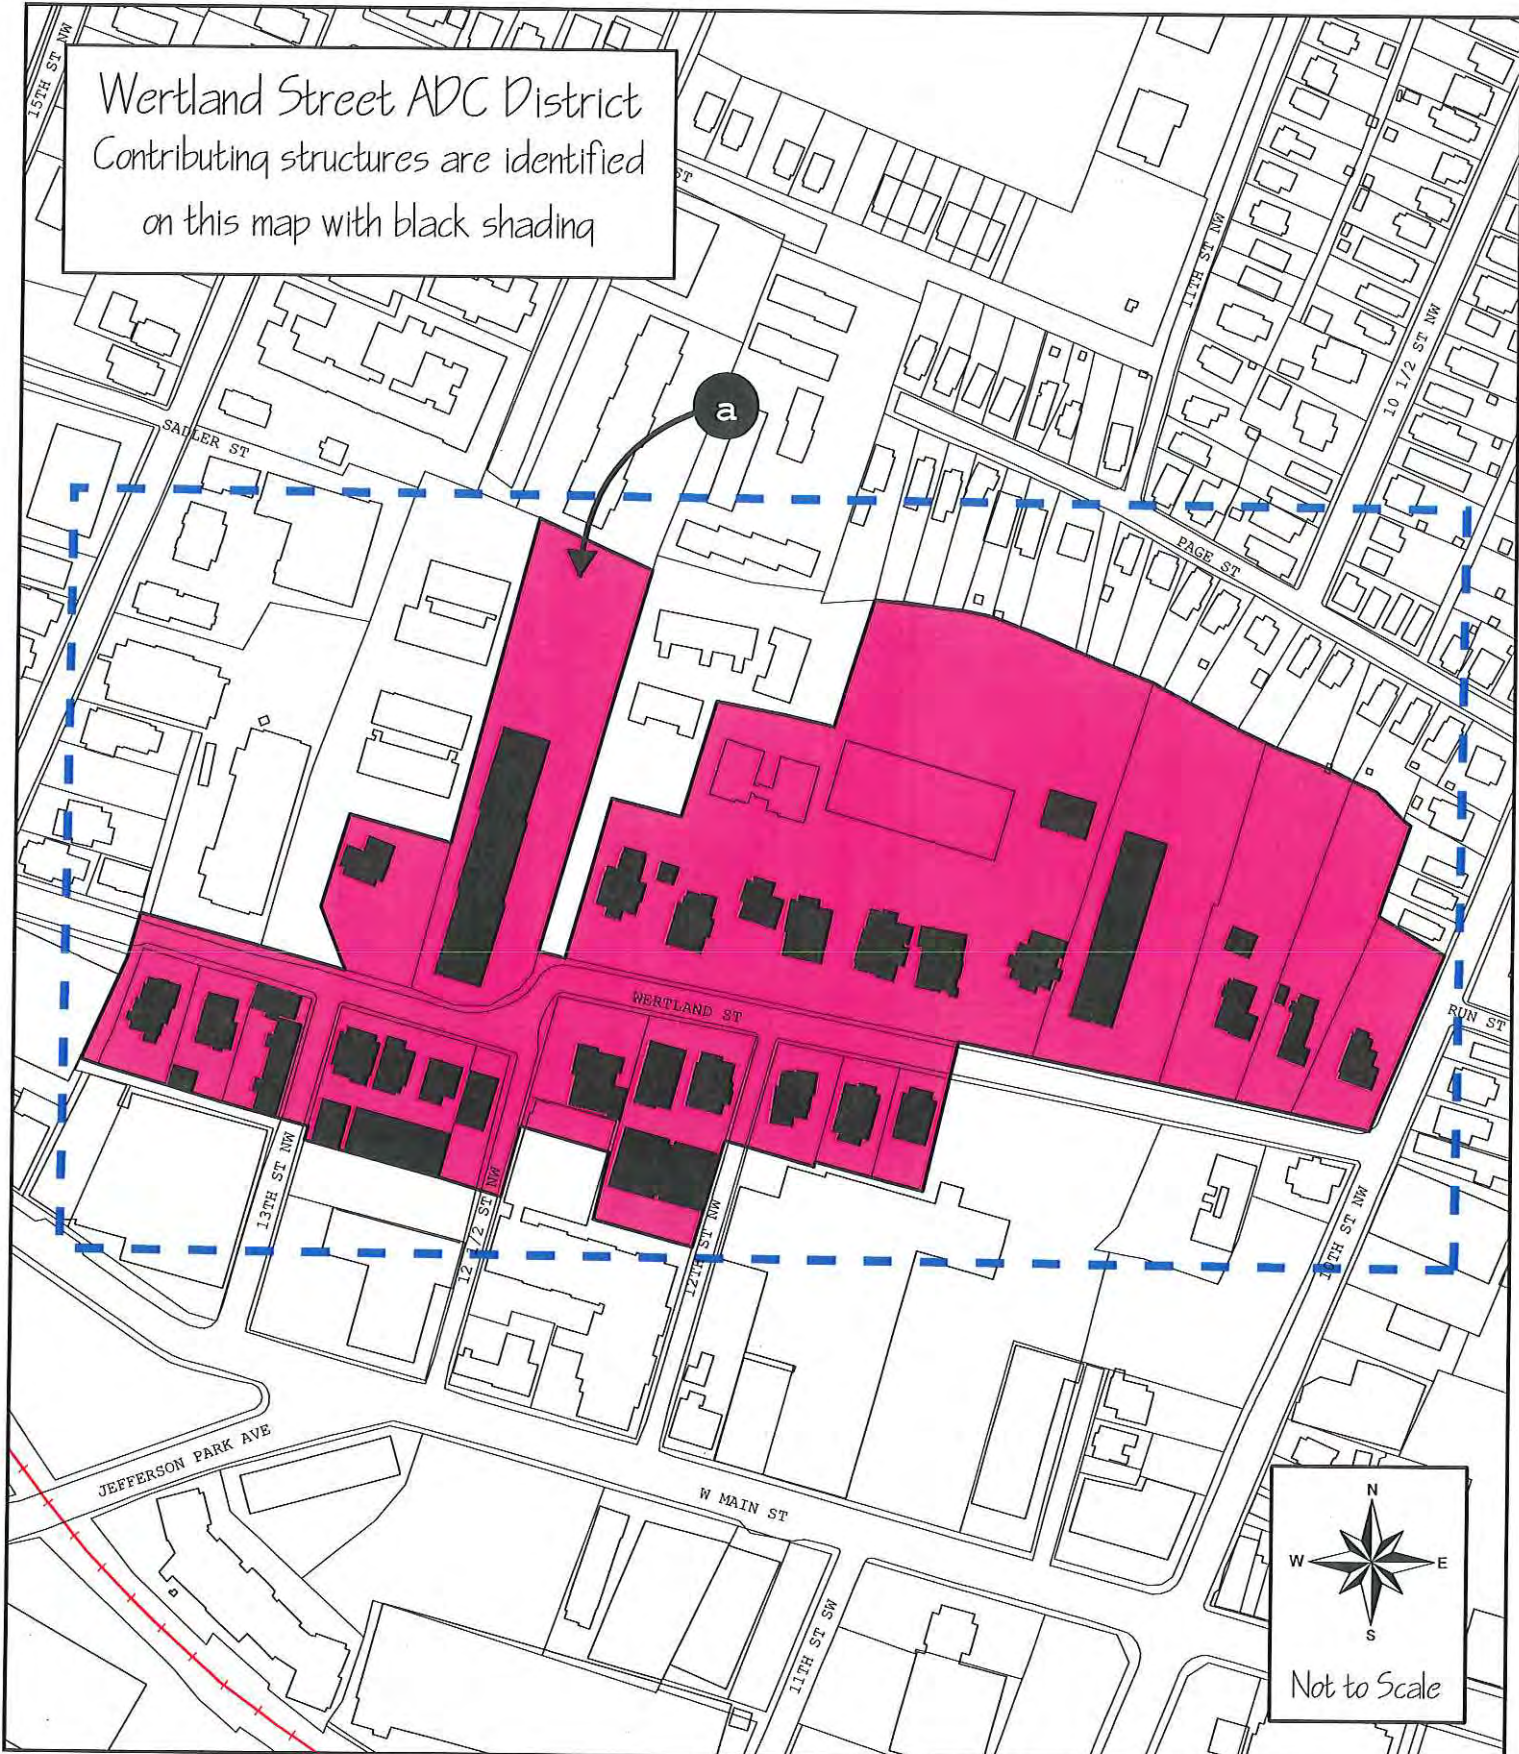 15TH ST NW
Wertland Street ADC District
Contributing structures are identified
on this map with black shading
ST
11TH ST NW
10 1/2 ST NW
a
SADLER ST
PAGE ST
WERTLAND ST
RUN ST
13TH ST NW
12 1/2 ST NW
12TH ST NW
10TH ST NW
JEFFERSON PARK AVE
W MAIN ST
11TH ST SW
N
W
E
S
Not to Scale